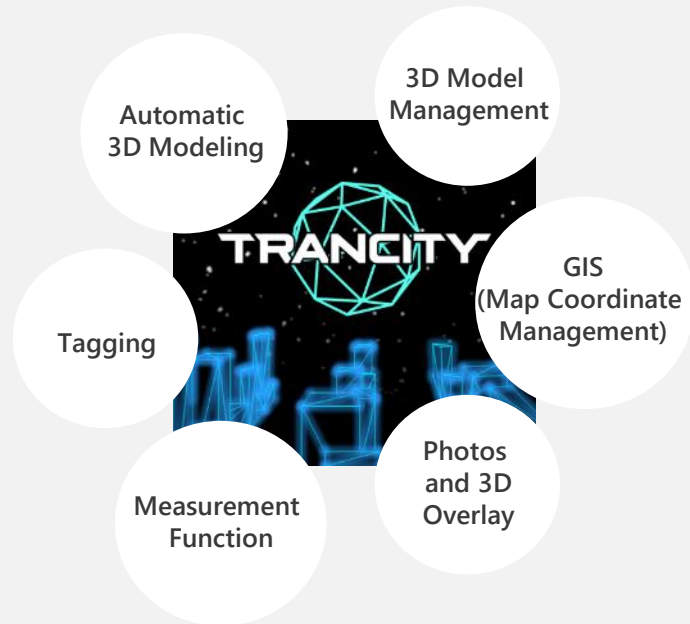 Automatic
3D Modeling
3D Model
Management
TRANCITY
GIS
(Map Coordinate
Management)
Tagging
Photos
and 3D
Overlay
Measurement
Function